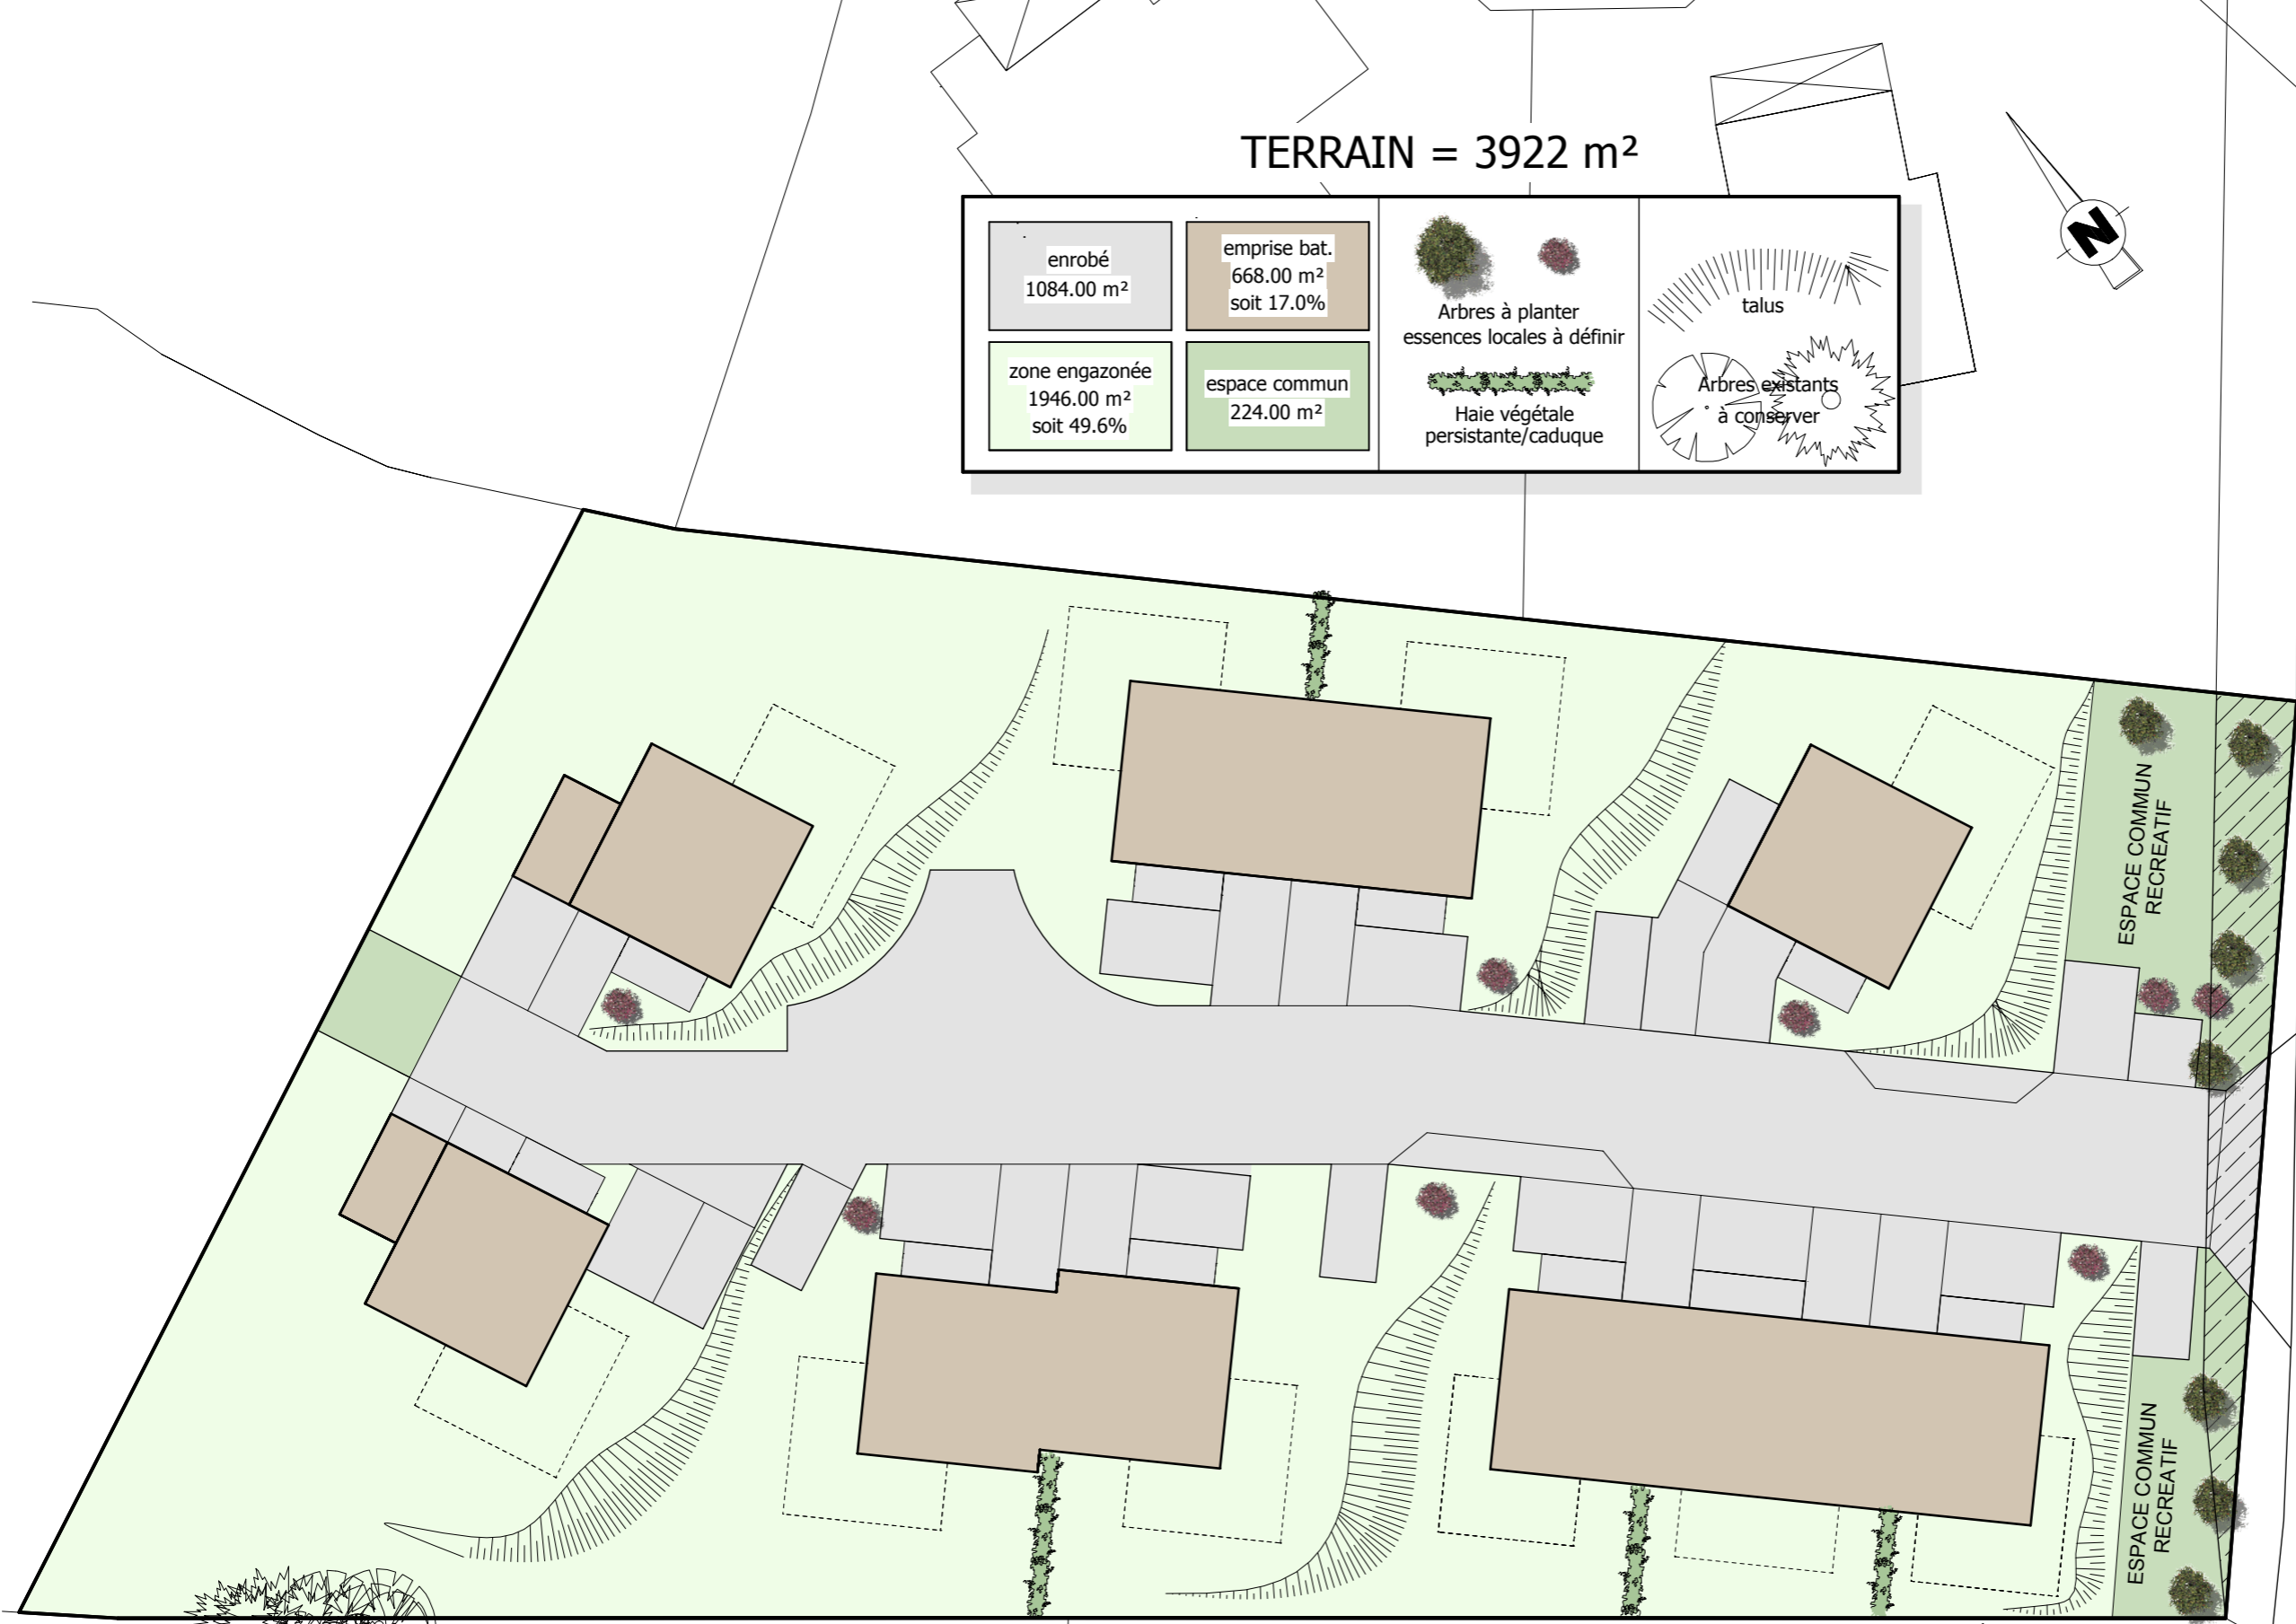 TERRAIN = 3922 m²
enrobé
1084.00 m²
emprise bat.
668.00 m²
soit 17.0%
zone engazonée
1946.00 m²
soit 49.6%
espace commun
224.00 m²
Arbres à planter
essences locales à définir
Haie végétale
persistante/caduque
talus
Arbres existants
à conserver
N
ESPACE COMMUN
RECREATIF
ESPACE COMMUN
RECREATIF